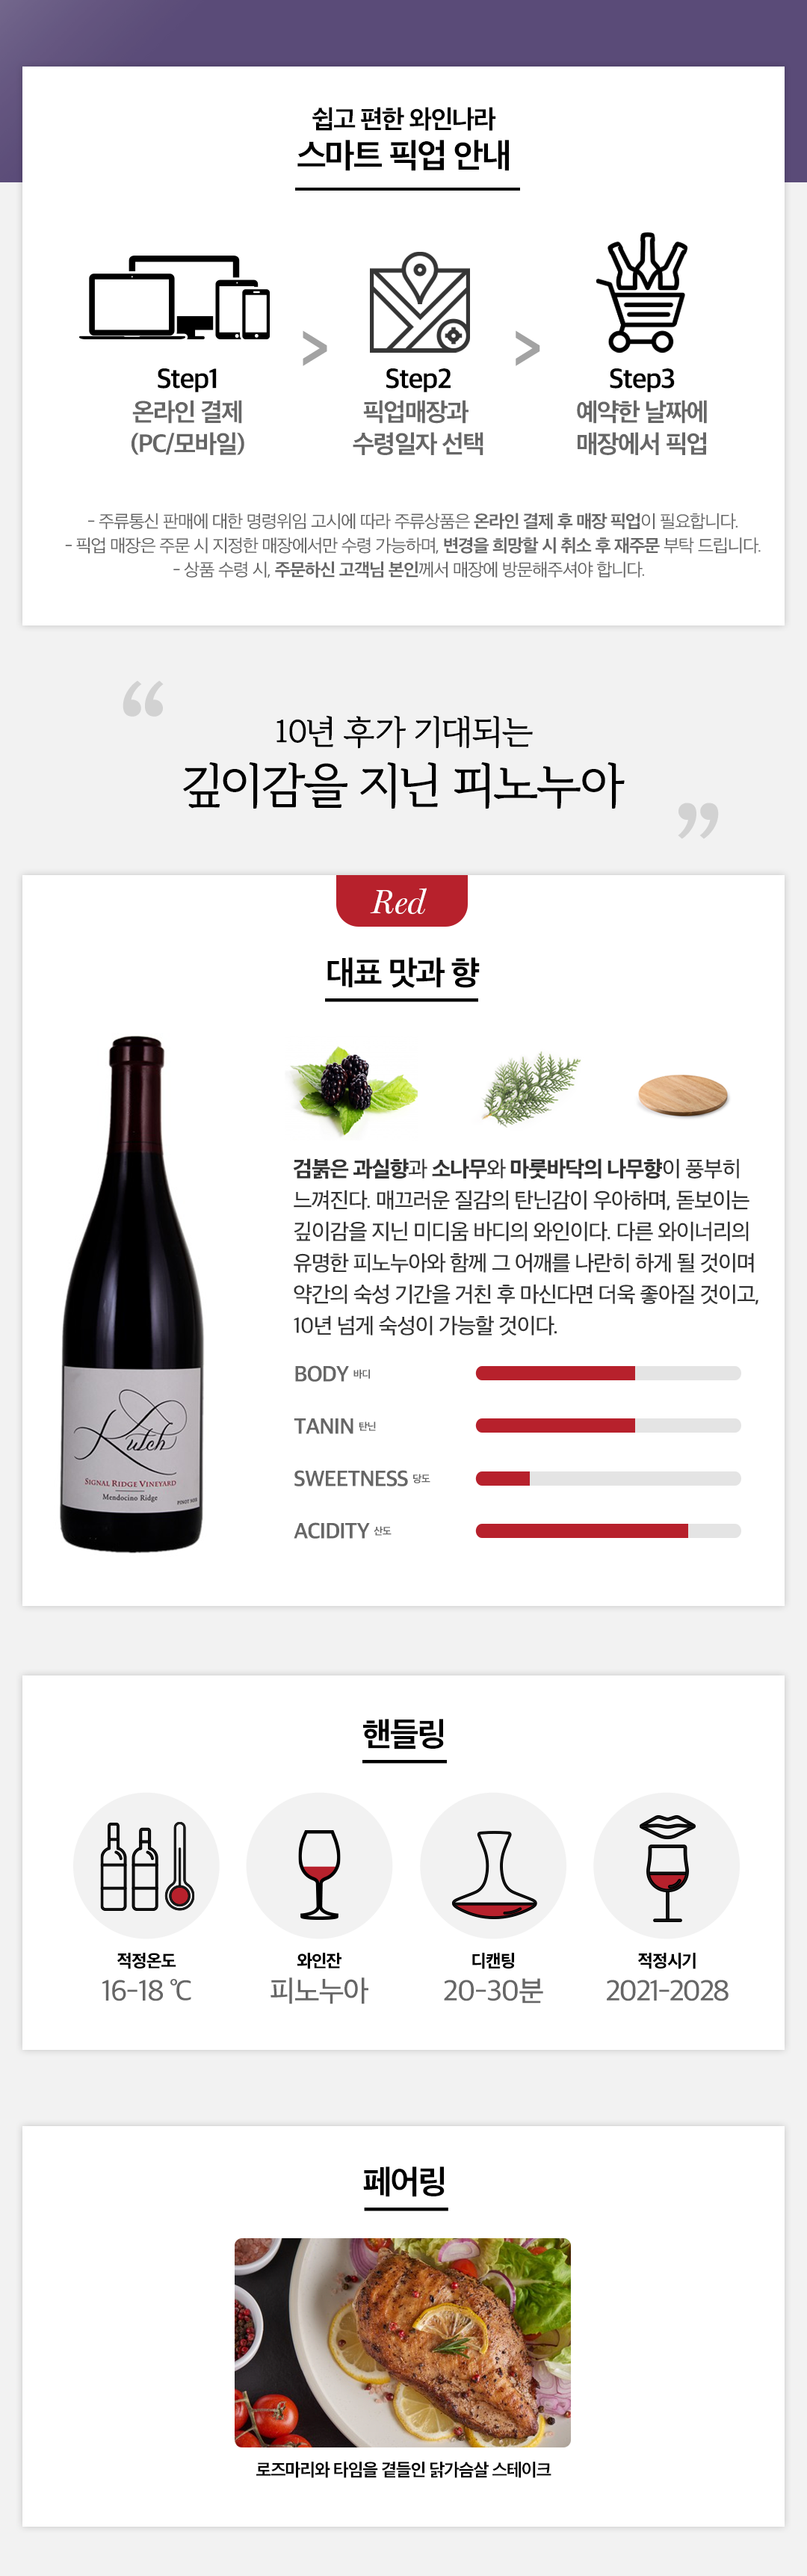 쉽고 편한 와인나라
스마트 픽업 안내
Step1
온라인 결제
(PC/모바일)
>
Step2
픽업매장과
수령일자 선택
>
Step3
예약한 날짜에
매장에서 픽업
- 주류통신 판매에 대한 명령위임 고시에 따라 주류상품은 온라인 결제 후 매장 픽업이 필요합니다.
- 픽업 매장은 주문 시 지정한 매장에서만 수령 가능하며, 변경을 희망할 시 취소 후 재주문 부탁 드립니다.
- 상품 수령 시, 주문하신 고객님 본인께서 매장에 방문해주셔야 합니다.
“
10년 후가 기대되는
깊이감을 지닌 피노누아
”
Red
대표 맛과 향
검붉은 과실향과 소나무와 마룻바닥의 나무향이 풍부히
느껴진다. 매끄러운 질감의 탄닌감이 우아하며, 돋보이는
깊이감을 지닌 미디움 바디의 와인이다. 다른 와이너리의
유명한 피노누아와 함께 그 어깨를 나란히 하게 될 것이며
약간의 숙성 기간을 거친 후 마신다면 더욱 좋아질 것이고,
10년 넘게 숙성이 가능할 것이다.
Kutch
SIGNAL RIDGE VINEYARD
Mendocino Ridge
PINOT NOIR
BODY 바디
TANIN 탄닌
SWEETNESS 당도
ACIDITY 산도
핸들링
적정온도
16-18 ℃
와인잔
피노누아
디캔팅
20-30분
적정시기
2021-2028
페어링
로즈마리와 타임을 곁들인 닭가슴살 스테이크